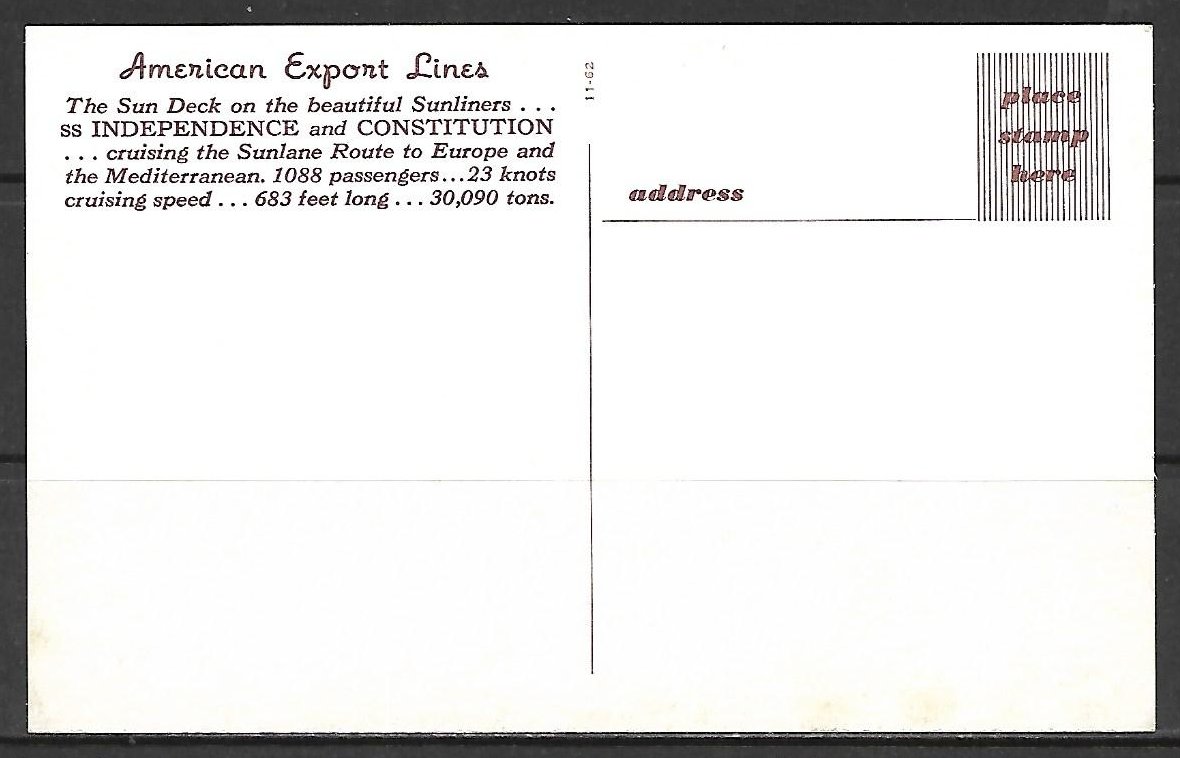 American Export Lines
The Sun Deck on the beautiful Sunliners . . .
ss INDEPENDENCE and CONSTITUTION
. . . cruising the Sunlane Route to Europe and
the Mediterranean. 1088 passengers...23 knots
cruising speed . . . 683 feet long . . . 30,090 tons.
11-62
place
stamp
here
address